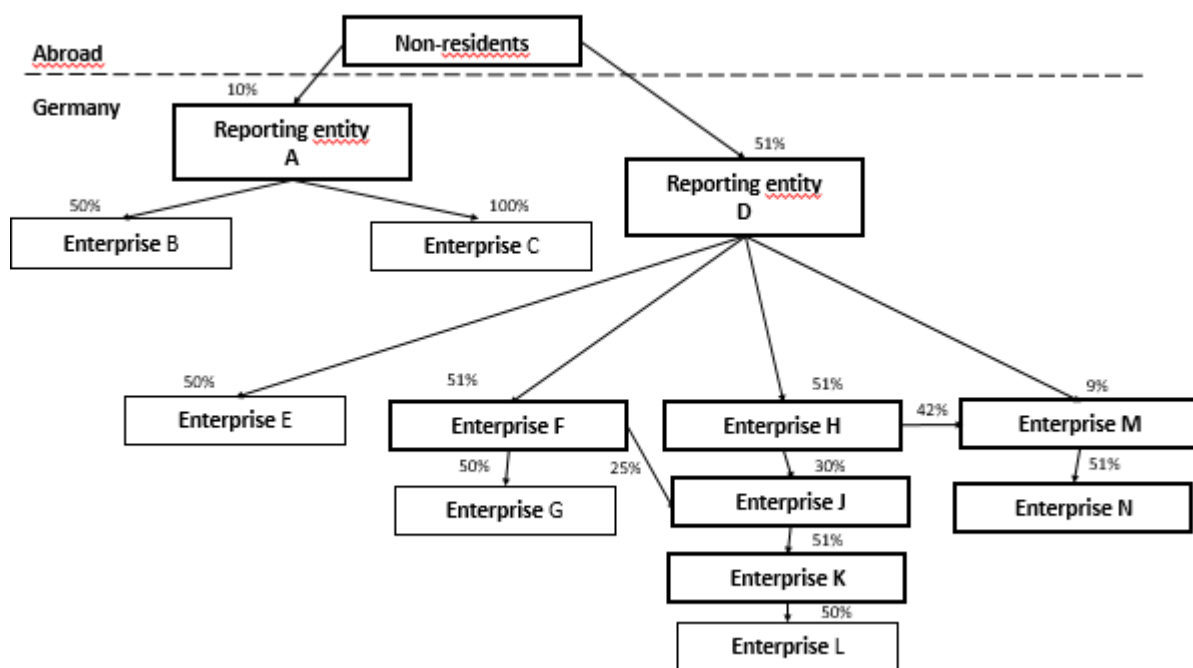 Non-residents
Abroad
Germany
10%
Reporting entity
A
51%
Reporting entity
D
50%
100%
Enterprise B
Enterprise C
50%
51%
51%
9%
Enterprise E
Enterprise F
Enterprise H
42%
Enterprise M
50%
25%
30%
51%
Enterprise G
Enterprise J
Enterprise N
51%
Enterprise K
50%
Enterprise L